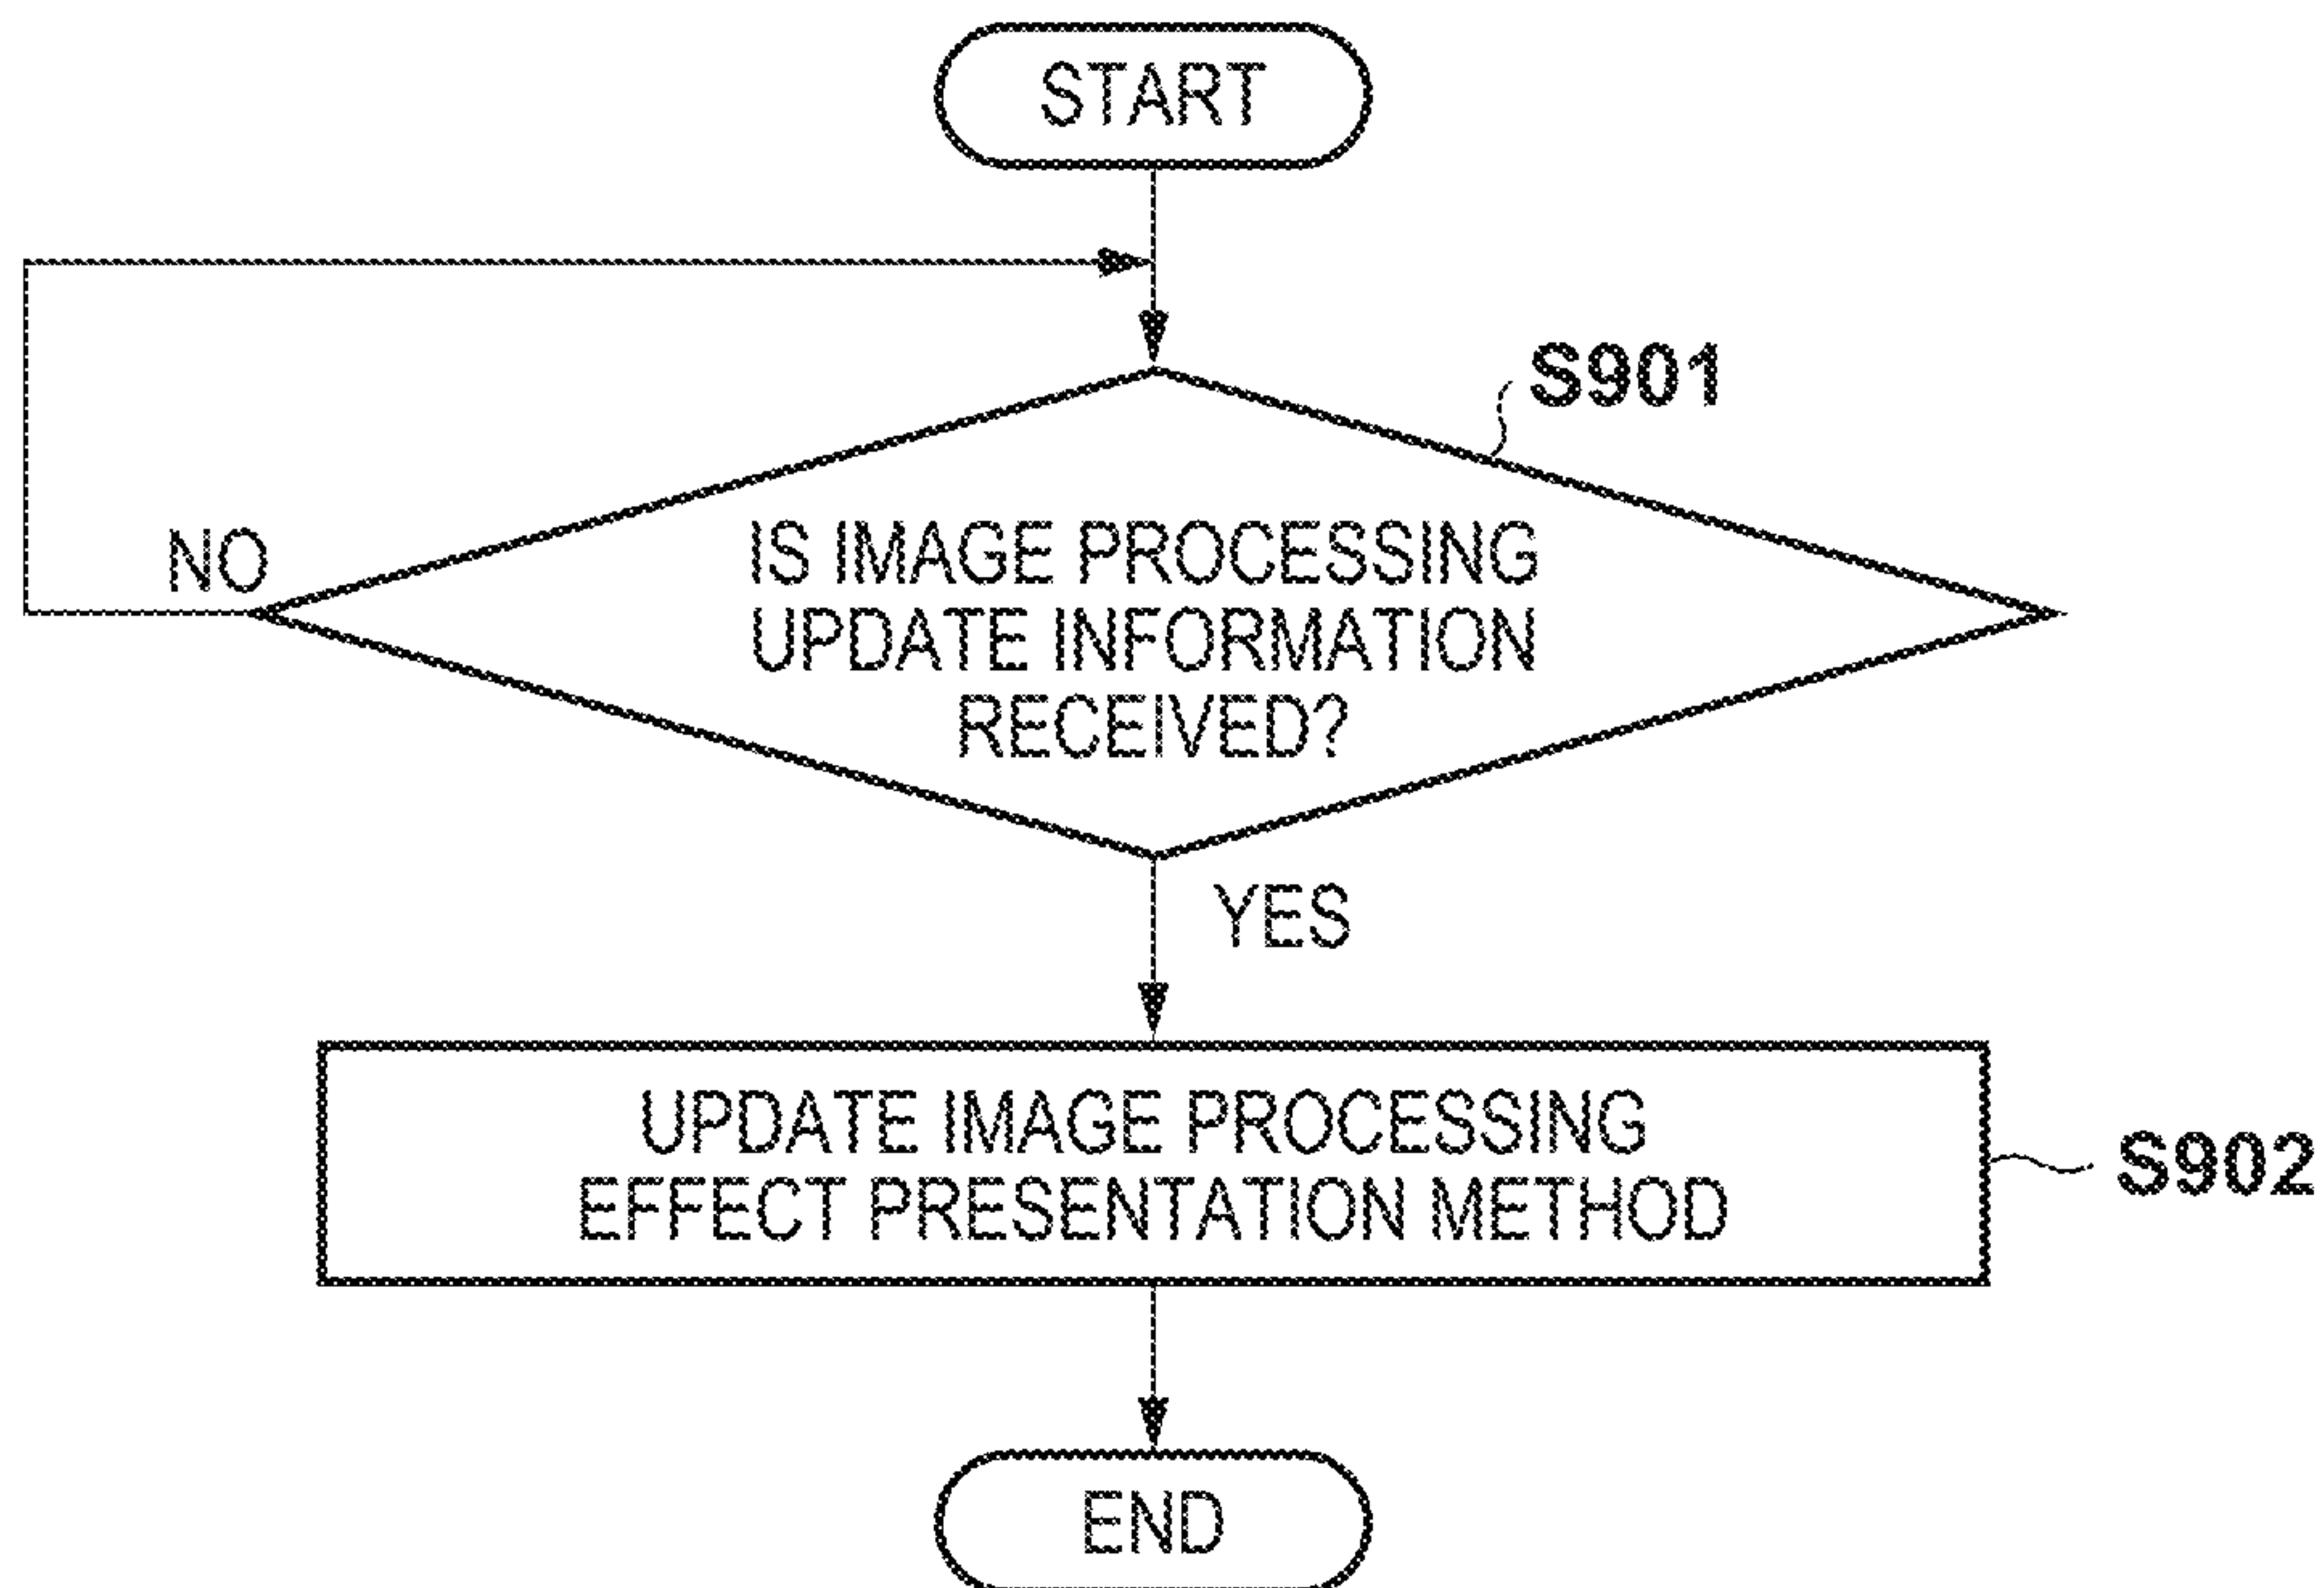 START
S901
IS IMAGE PROCESSING
UPDATE INFORMATION
RECEIVED?
NO
YES
UPDATE IMAGE PROCESSING
EFFECT PRESENTATION METHOD
S902
END